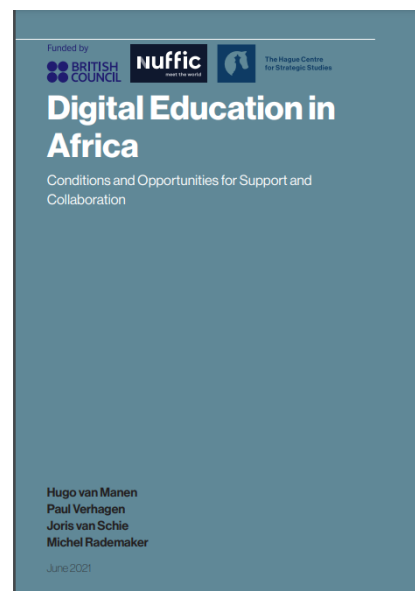 Funded by
BRITISH
COUNCIL
nuffic
meet the world
The Hague Centre
for Strategic Studies
Digital Education in
Africa
Conditions and Opportunities for Support and
Collaboration
Hugo van Manen
Paul Verhagen
Joris van Schie
Michel Rademaker
June 2021